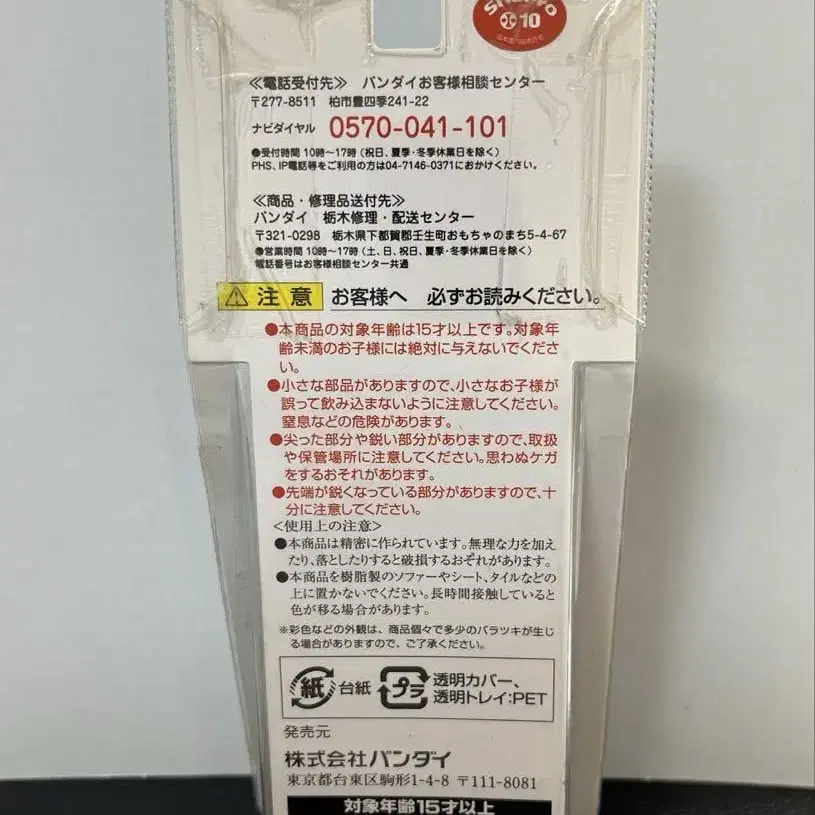 10
≪電話受付先≫ バンダイお客様相談センター
〒277-8511 柏市豊四季241-22
ナビダイヤル 0570-041-101
●受付時間 10時〜17時 (祝日、夏季・冬季休業日を除く)
PHS、IP電話等をご利用の方は04-7146-0371におかけください。
≪商品・修理品送付先≫
バンダイ 栃木修理・配送センター
〒321-0298 栃木県下都賀郡壬生町おもちゃのまち5-4-67
●営業時間 10時〜17時 (土、日、祝日、夏季・冬季休業日を除く)
電話番号はお客様相談センター共通
注意 お客様へ 必ずお読みください。
●本商品の対象年齢は15才以上です。対象年
齢未満のお子様には絶対に与えないでくださ
い。
●小さな部品がありますので、小さなお子様が
誤って飲み込まないように注意してください。
窒息などの危険があります。
●尖った部分や鋭い部分がありますので、取扱
や保管場所に注意してください。思わぬケガ
をするおそれがあります。
●先端が鋭くなっている部分がありますので、十
分に注意してください。
<使用上の注意>
●本商品は精密に作られています。無理な力を加え
たり、落としたりすると破損するおそれがあります。
●本商品を樹脂製のソファーやシート、タイルなどの
上に置かないでください。長時間接触していると
色が移る場合があります。
※彩色などの外観は、商品個々で多少のバラツキが生じ
る場合がありますので、ご了承ください。
紙 台紙 プラ 透明カバー、
透明トレイ:PET
発売元
株式会社バンダイ
東京都台東区駒形1-4-8 〒111-8081
対象年齢15才以上